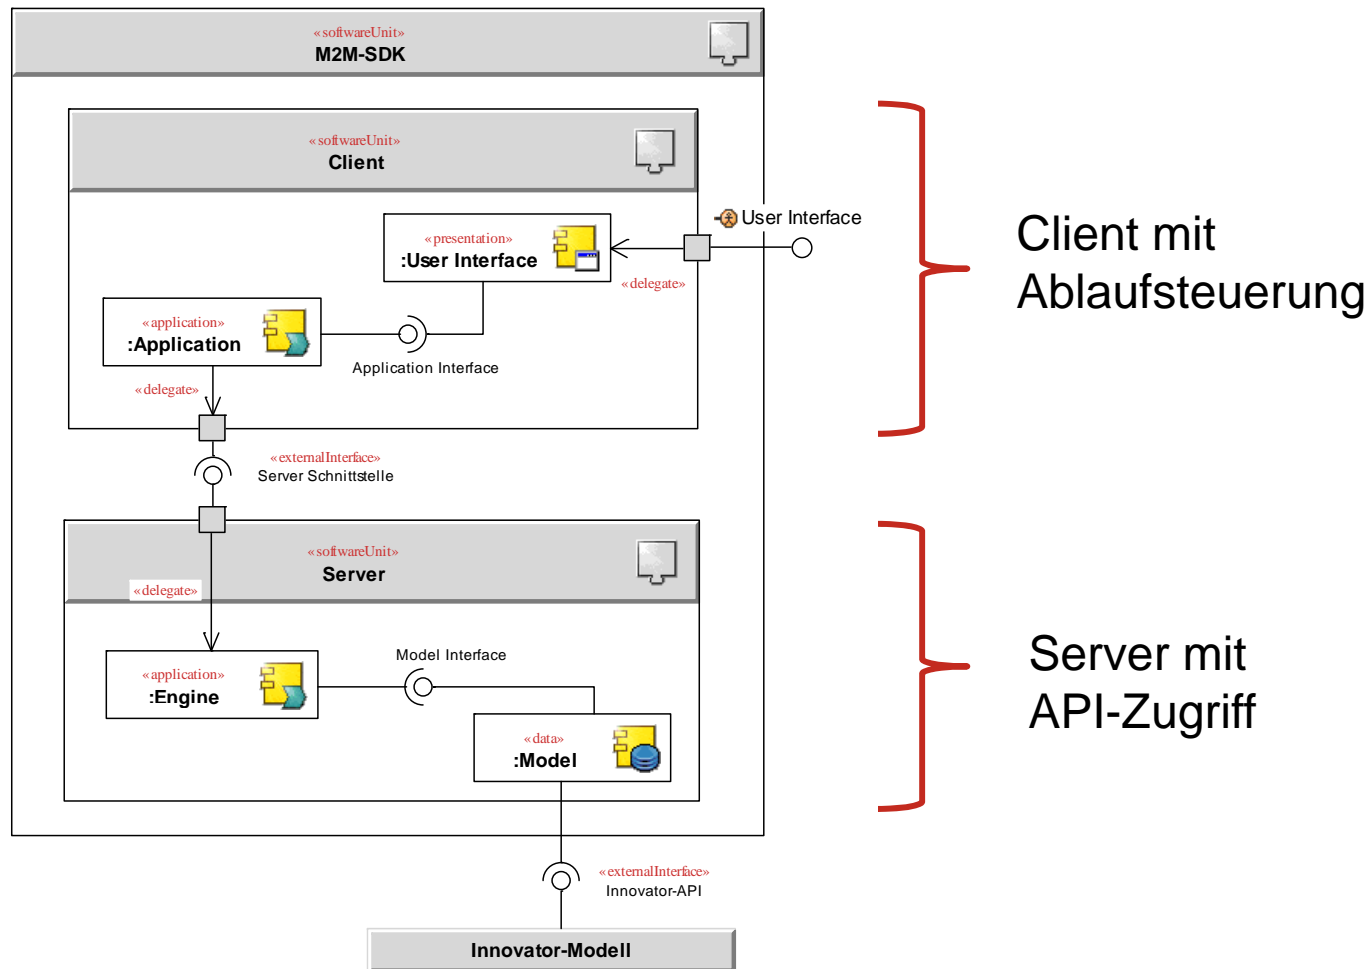 «softwareUnit»
M2M-SDK
«softwareUnit»
Client
User Interface
«presentation»
:User Interface
«delegate»
«application»
:Application
Application Interface
«delegate»
«externalInterface»
Server Schnittstelle
«softwareUnit»
Server
«delegate»
Model Interface
«application»
:Engine
«data»
:Model
«externalInterface»
Innovator-API
Innovator-Modell
Client mit
Ablaufsteuerung
Server mit
API-Zugriff